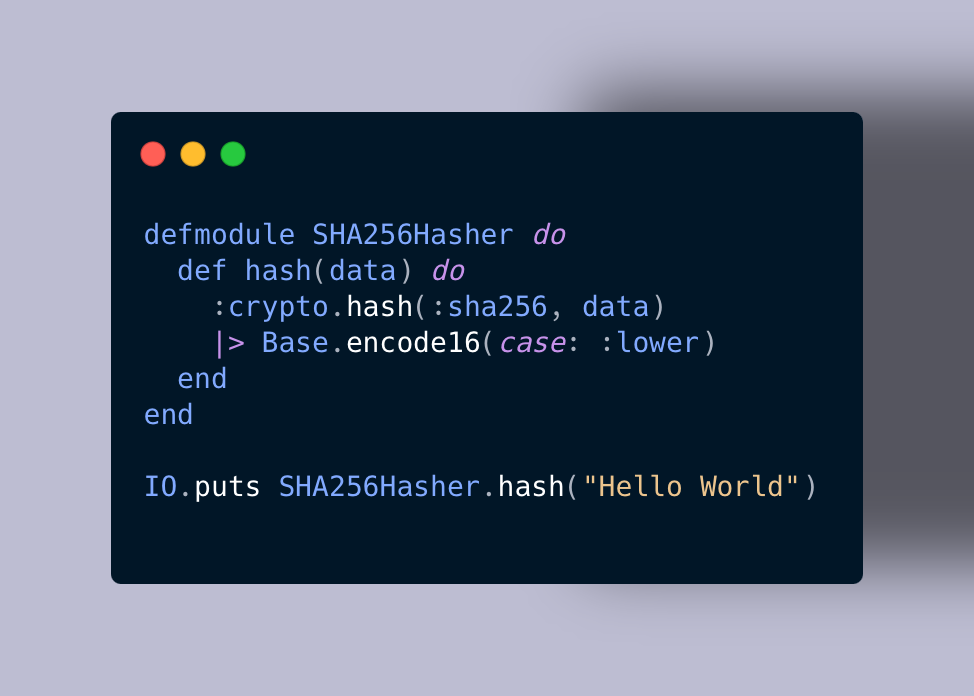 defmodule SHA256Hasher do
  def hash(data) do
    :crypto.hash(:sha256, data)
    |> Base.encode16(case: :lower)
  end
end

IO.puts SHA256Hasher.hash("Hello World")